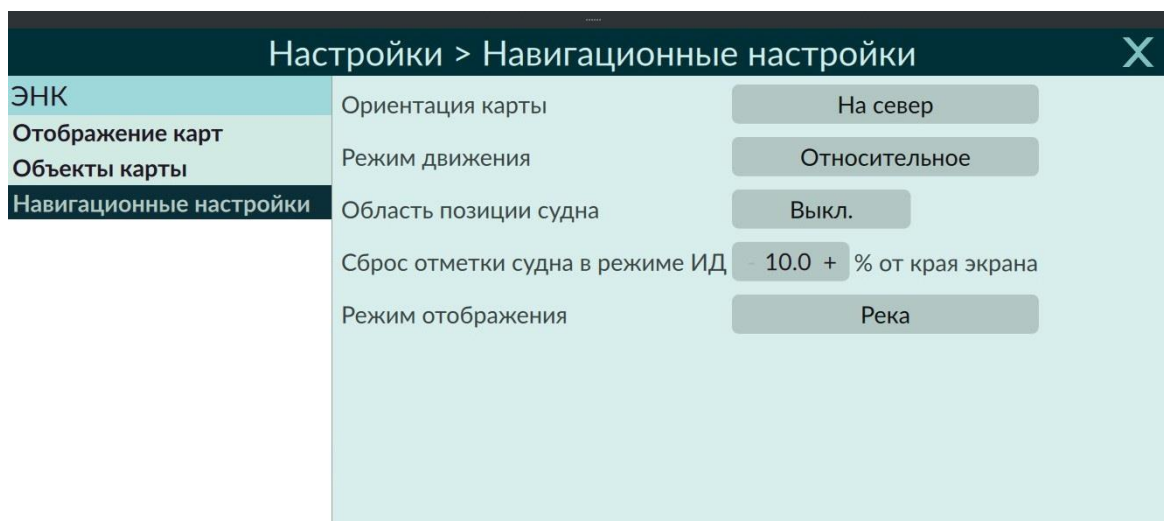 Настройки > Навигационные настройки X
ЭНК
Отображение карт
Объекты карты
Навигационные настройки
Ориентация карты На север
Режим движения Относительное
Область позиции судна Выкл.
Сброс отметки судна в режиме ИД - 10.0 + % от края экрана
Режим отображения Река